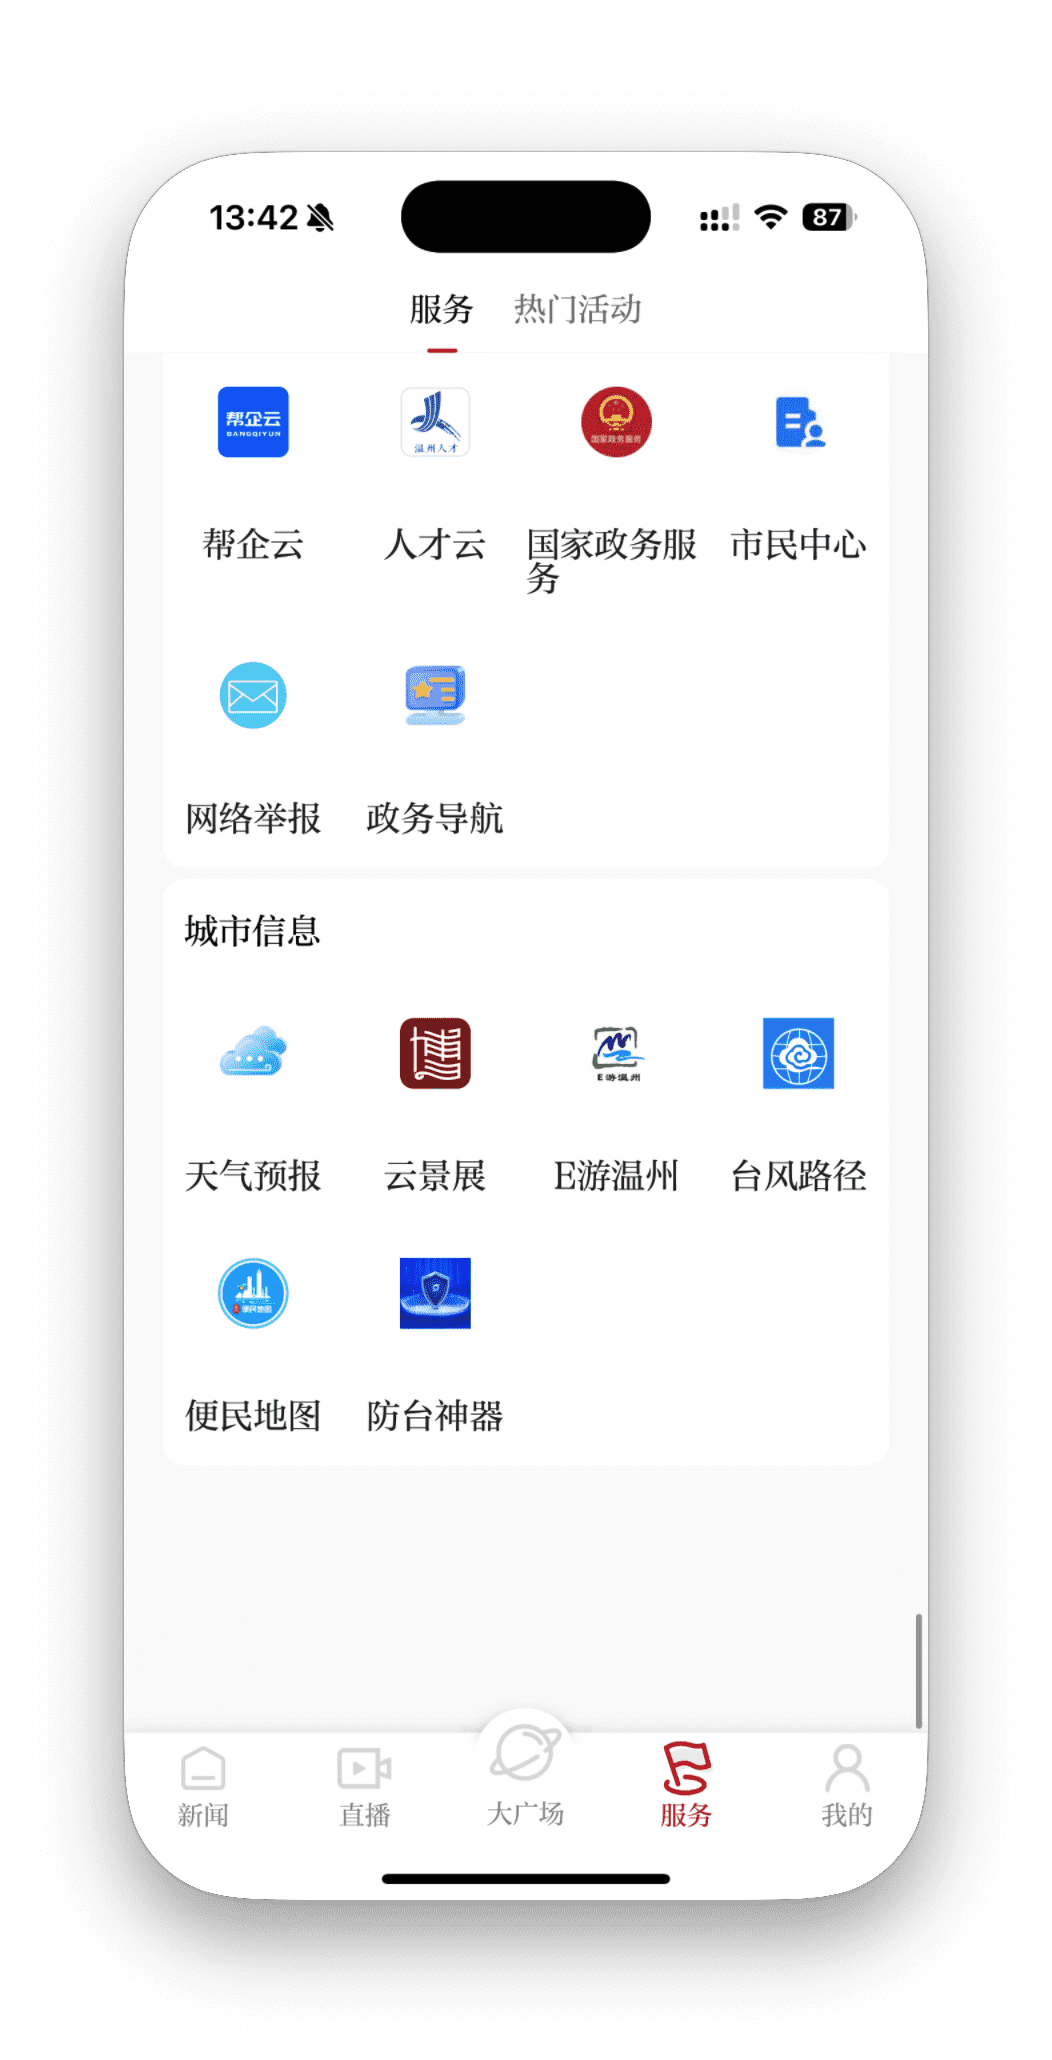 13:42
87
服务 热门活动
帮企云
BANGQIYUN
温州人才
国家政务服务
帮企云 人才云 国家政务服 市民中心
务
网络举报 政务导航
城市信息
博
E游温州
天气预报 云景展 E游温州 台风路径
便民地图
便民地图 防台神器
新闻 直播 大广场 服务 我的